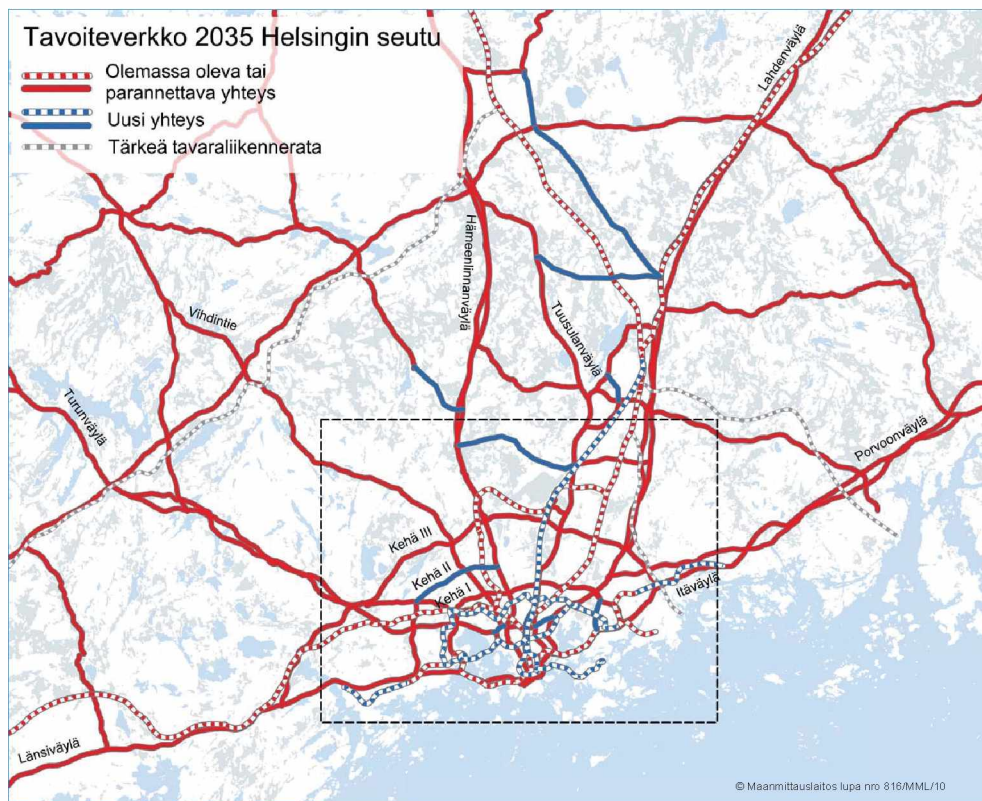 Tavoiteverkko 2035 Helsingin seutu
Olemassa oleva tai
parannettava yhteys
Uusi yhteys
Tärkeä tavaraliikennerata
Lahdenväylä
Hämeenlinnanväylä
Vihdintie
Tuusulanväylä
Turunväylä
Porvoonväylä
Kehä III
Kehä II
Kehä I
Itäväylä
Länsiväylä
© Maanmittauslaitos lupa nro 816/MML/10